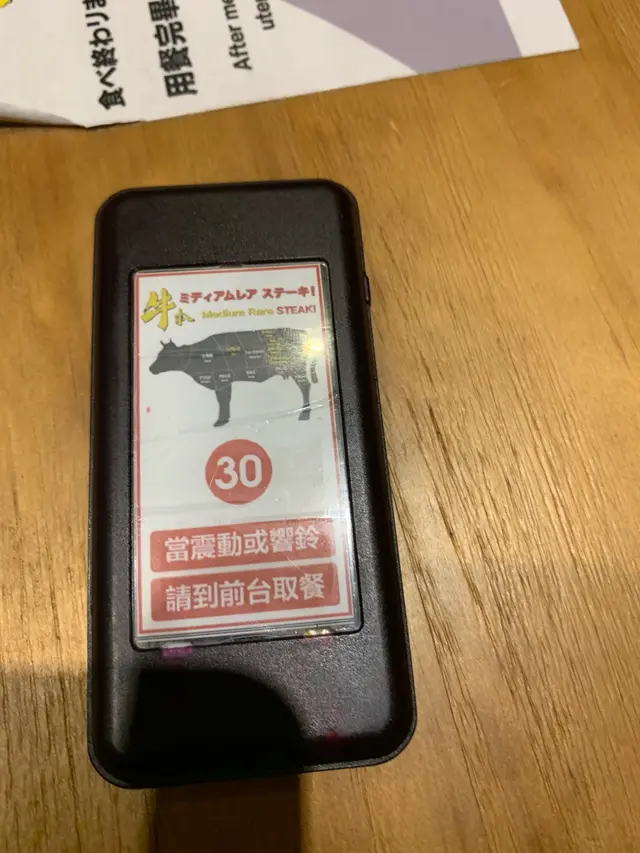 食べ終わりま
用餐完畢
After me
uten
ミディアムレア ステーキ!
牛
Medium Rare STEAK!
30
當震動或響鈴
請到前台取餐